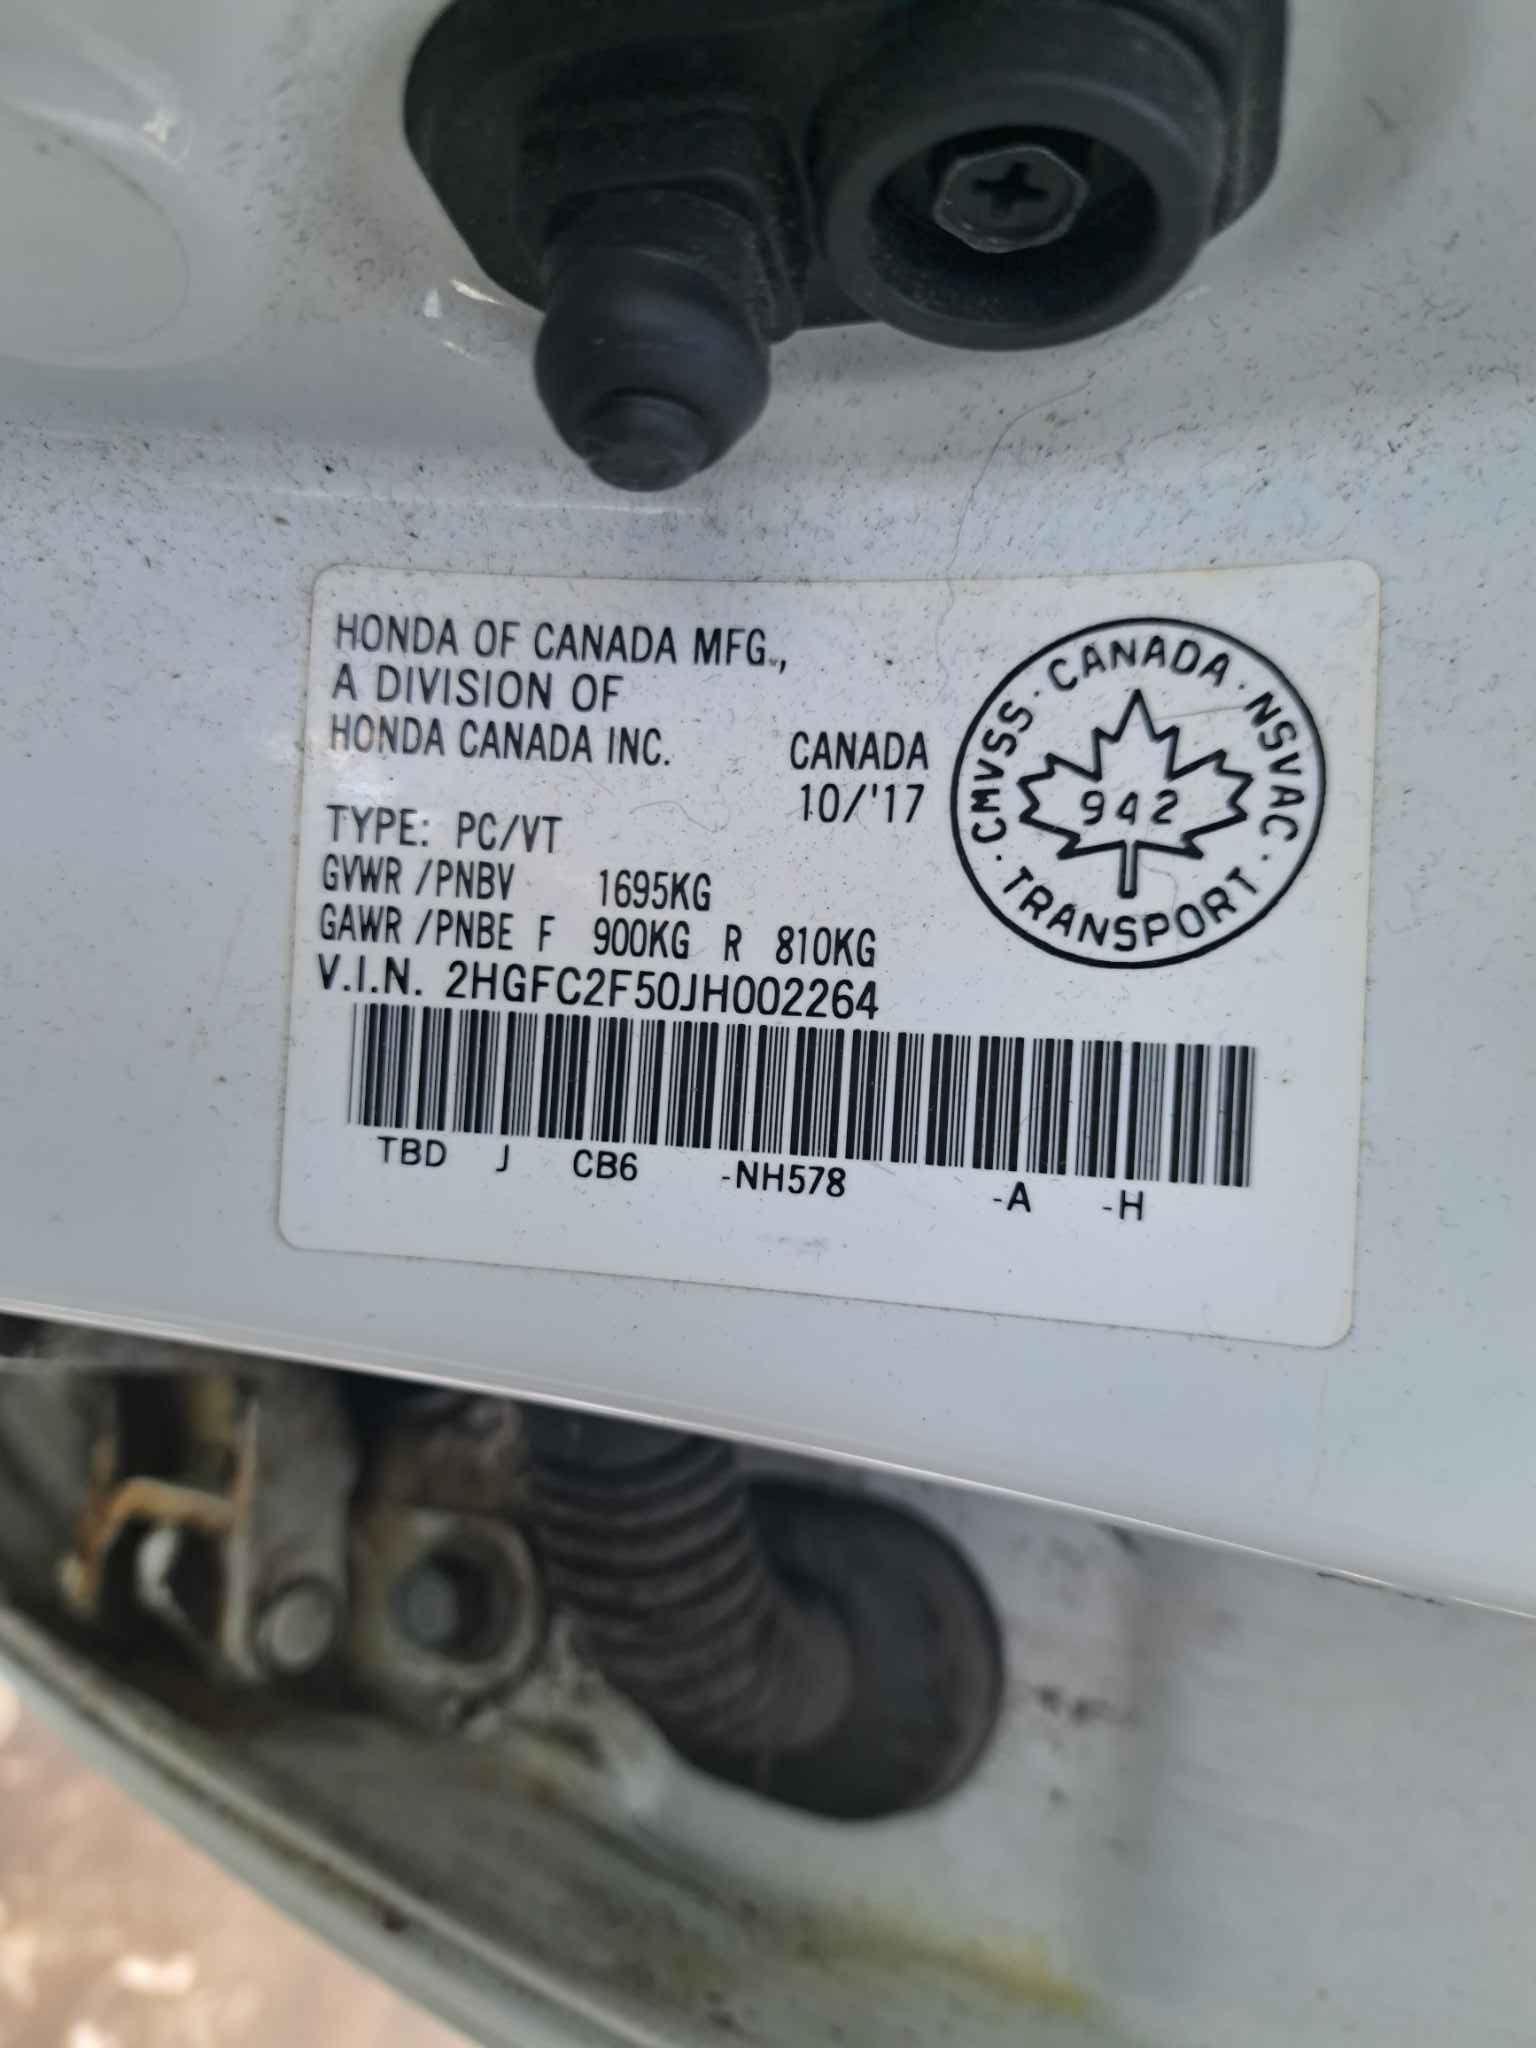 HONDA OF CANADA MFG.,
A DIVISION OF
HONDA CANADA INC.
CANADA
10/'17
TYPE: PC/VT
GVWR /PNBV 1695KG
GAWR /PNBE F 900KG R 810KG
V.I.N. 2HGFC2F50JH002264
TBD J CB6 -NH578 -A -H
CMVSS · CANADA · NSVAC · TRANSPORT ·
942